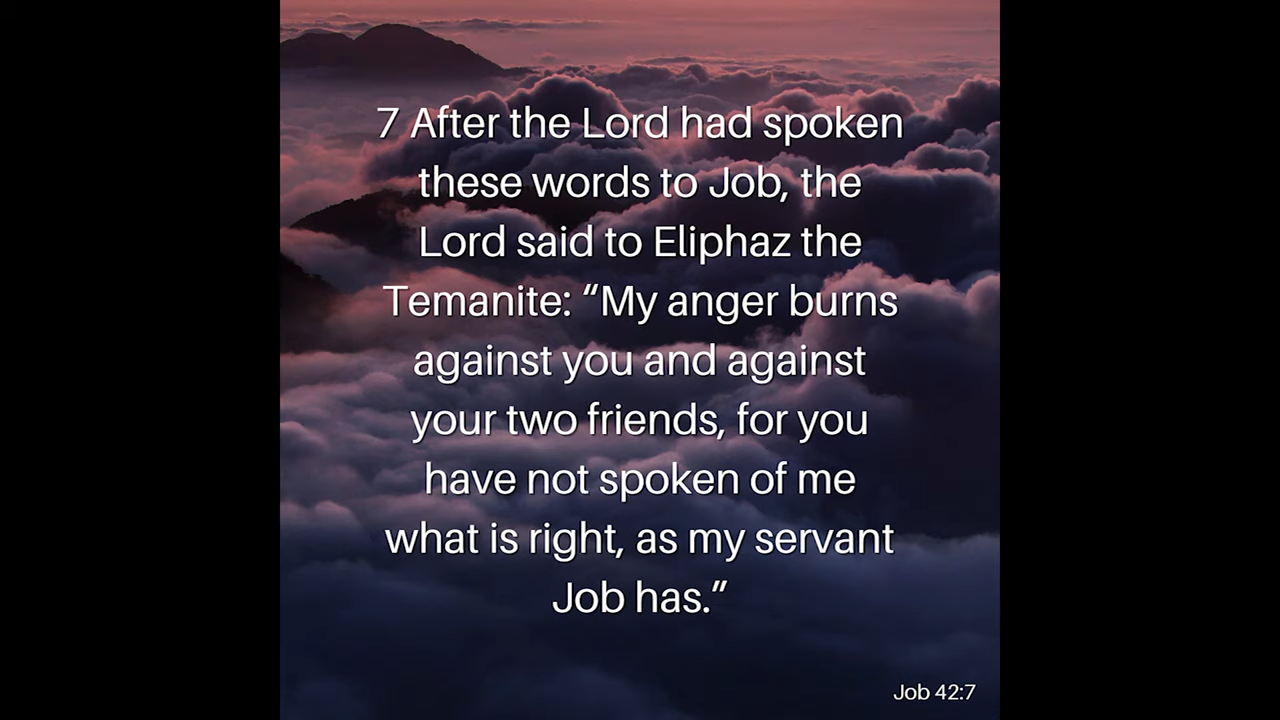 7 After the Lord had spoken
these words to Job, the
Lord said to Eliphaz the
Temanite: “My anger burns
against you and against
your two friends, for you
have not spoken of me
what is right, as my servant
Job has.”
Job 42:7